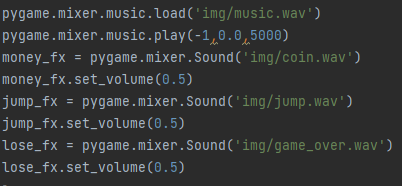 pygame.mixer.music.load('img/music.wav')
pygame.mixer.music.play(-1,0.0,5000)
money_fx = pygame.mixer.Sound('img/coin.wav')
money_fx.set_volume(0.5)
jump_fx = pygame.mixer.Sound('img/jump.wav')
jump_fx.set_volume(0.5)
lose_fx = pygame.mixer.Sound('img/game_over.wav')
lose_fx.set_volume(0.5)